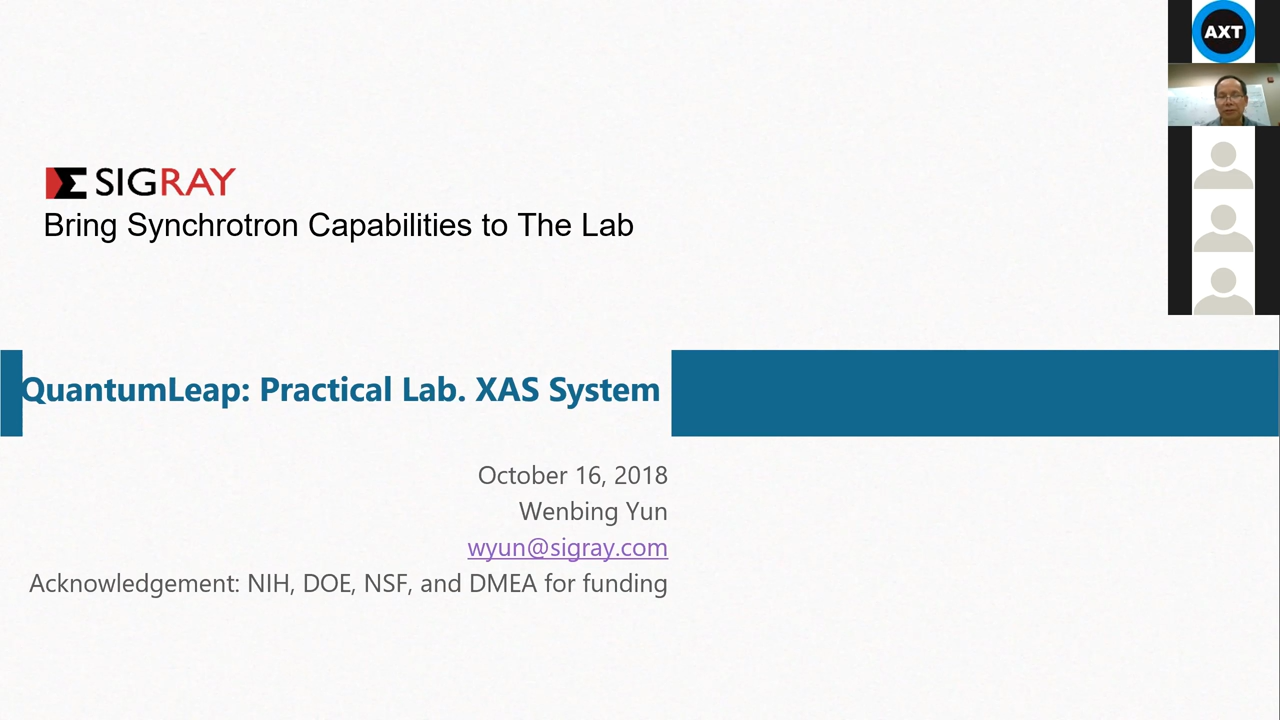 AXT
SIGRAY
Bring Synchrotron Capabilities to The Lab
QuantumLeap: Practical Lab. XAS System
October 16, 2018
Wenbing Yun
wyun@sigray.com
Acknowledgement: NIH, DOE, NSF, and DMEA for funding